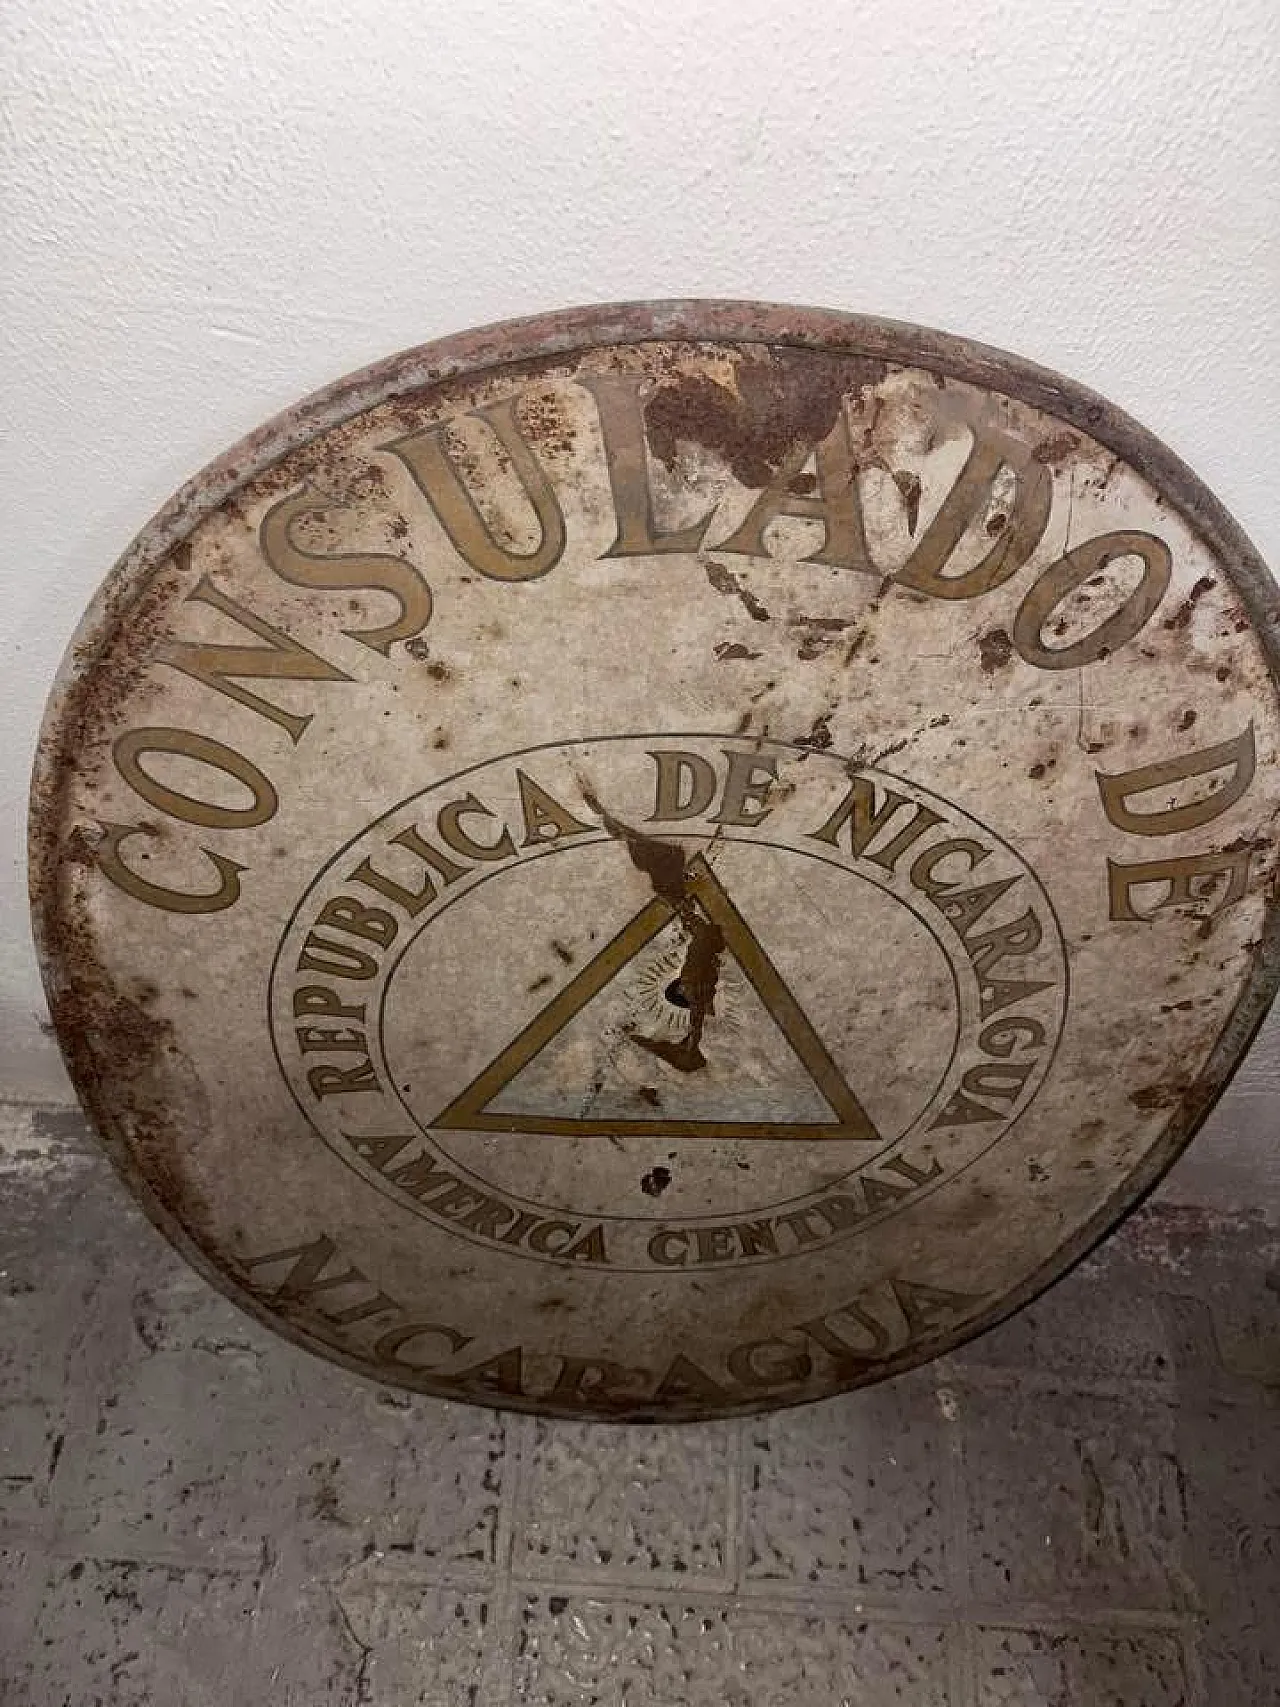 CONSULADO DE
REPUBLICA DE NICARAGUA
AMERICA CENTRAL
NICARAGUA